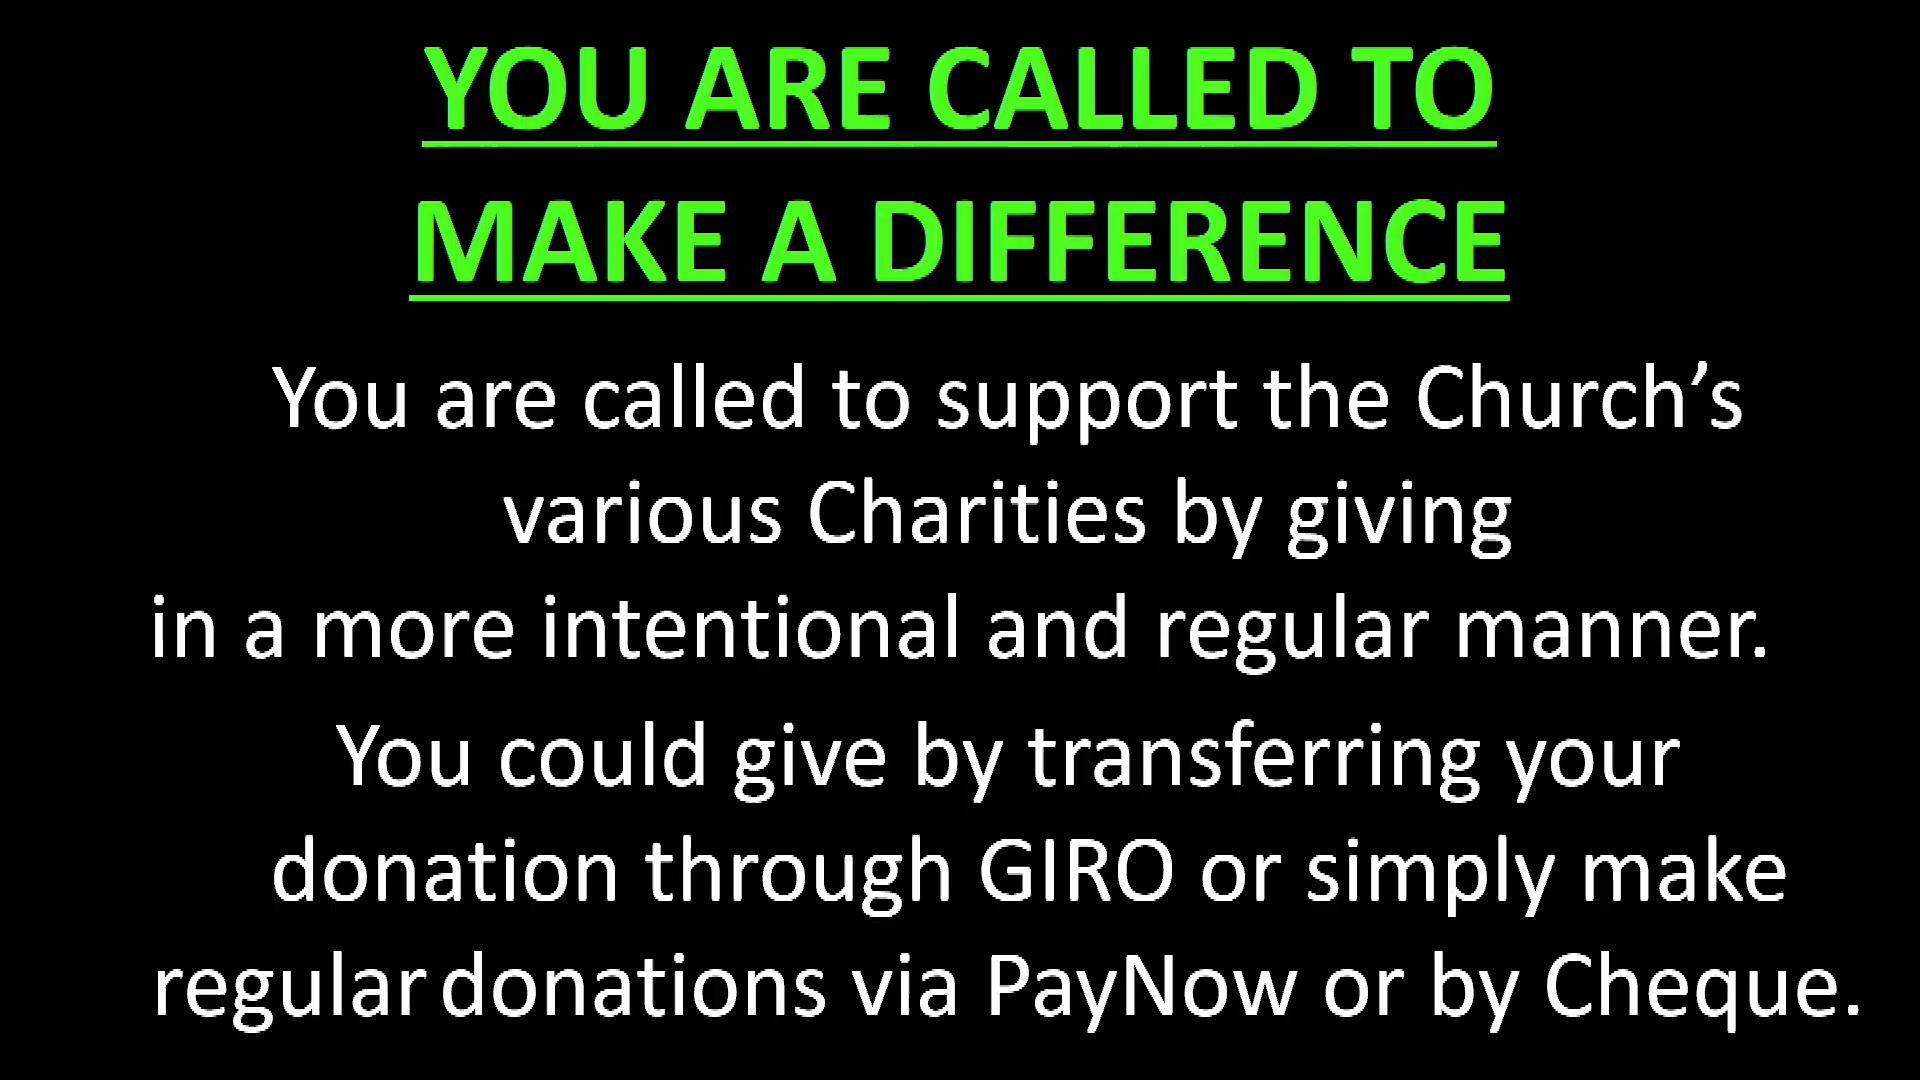 YOU ARE CALLED TO
MAKE A DIFFERENCE
You are called to support the Church’s
various Charities by giving
in a more intentional and regular manner.
You could give by transferring your
donation through GIRO or simply make
regular donations via PayNow or by Cheque.